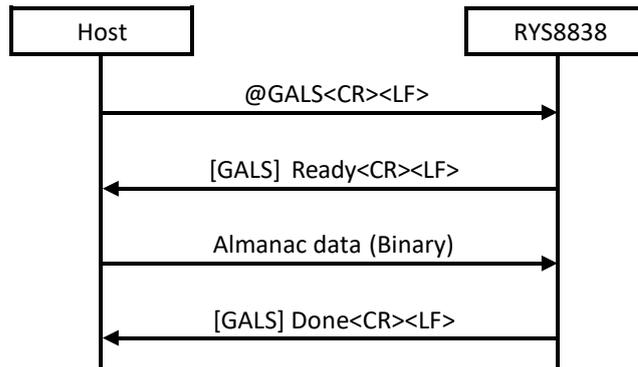 Host
RYS8838
@GALS<CR><LF>
[GALS] Ready<CR><LF>
Almanac data (Binary)
[GALS] Done<CR><LF>